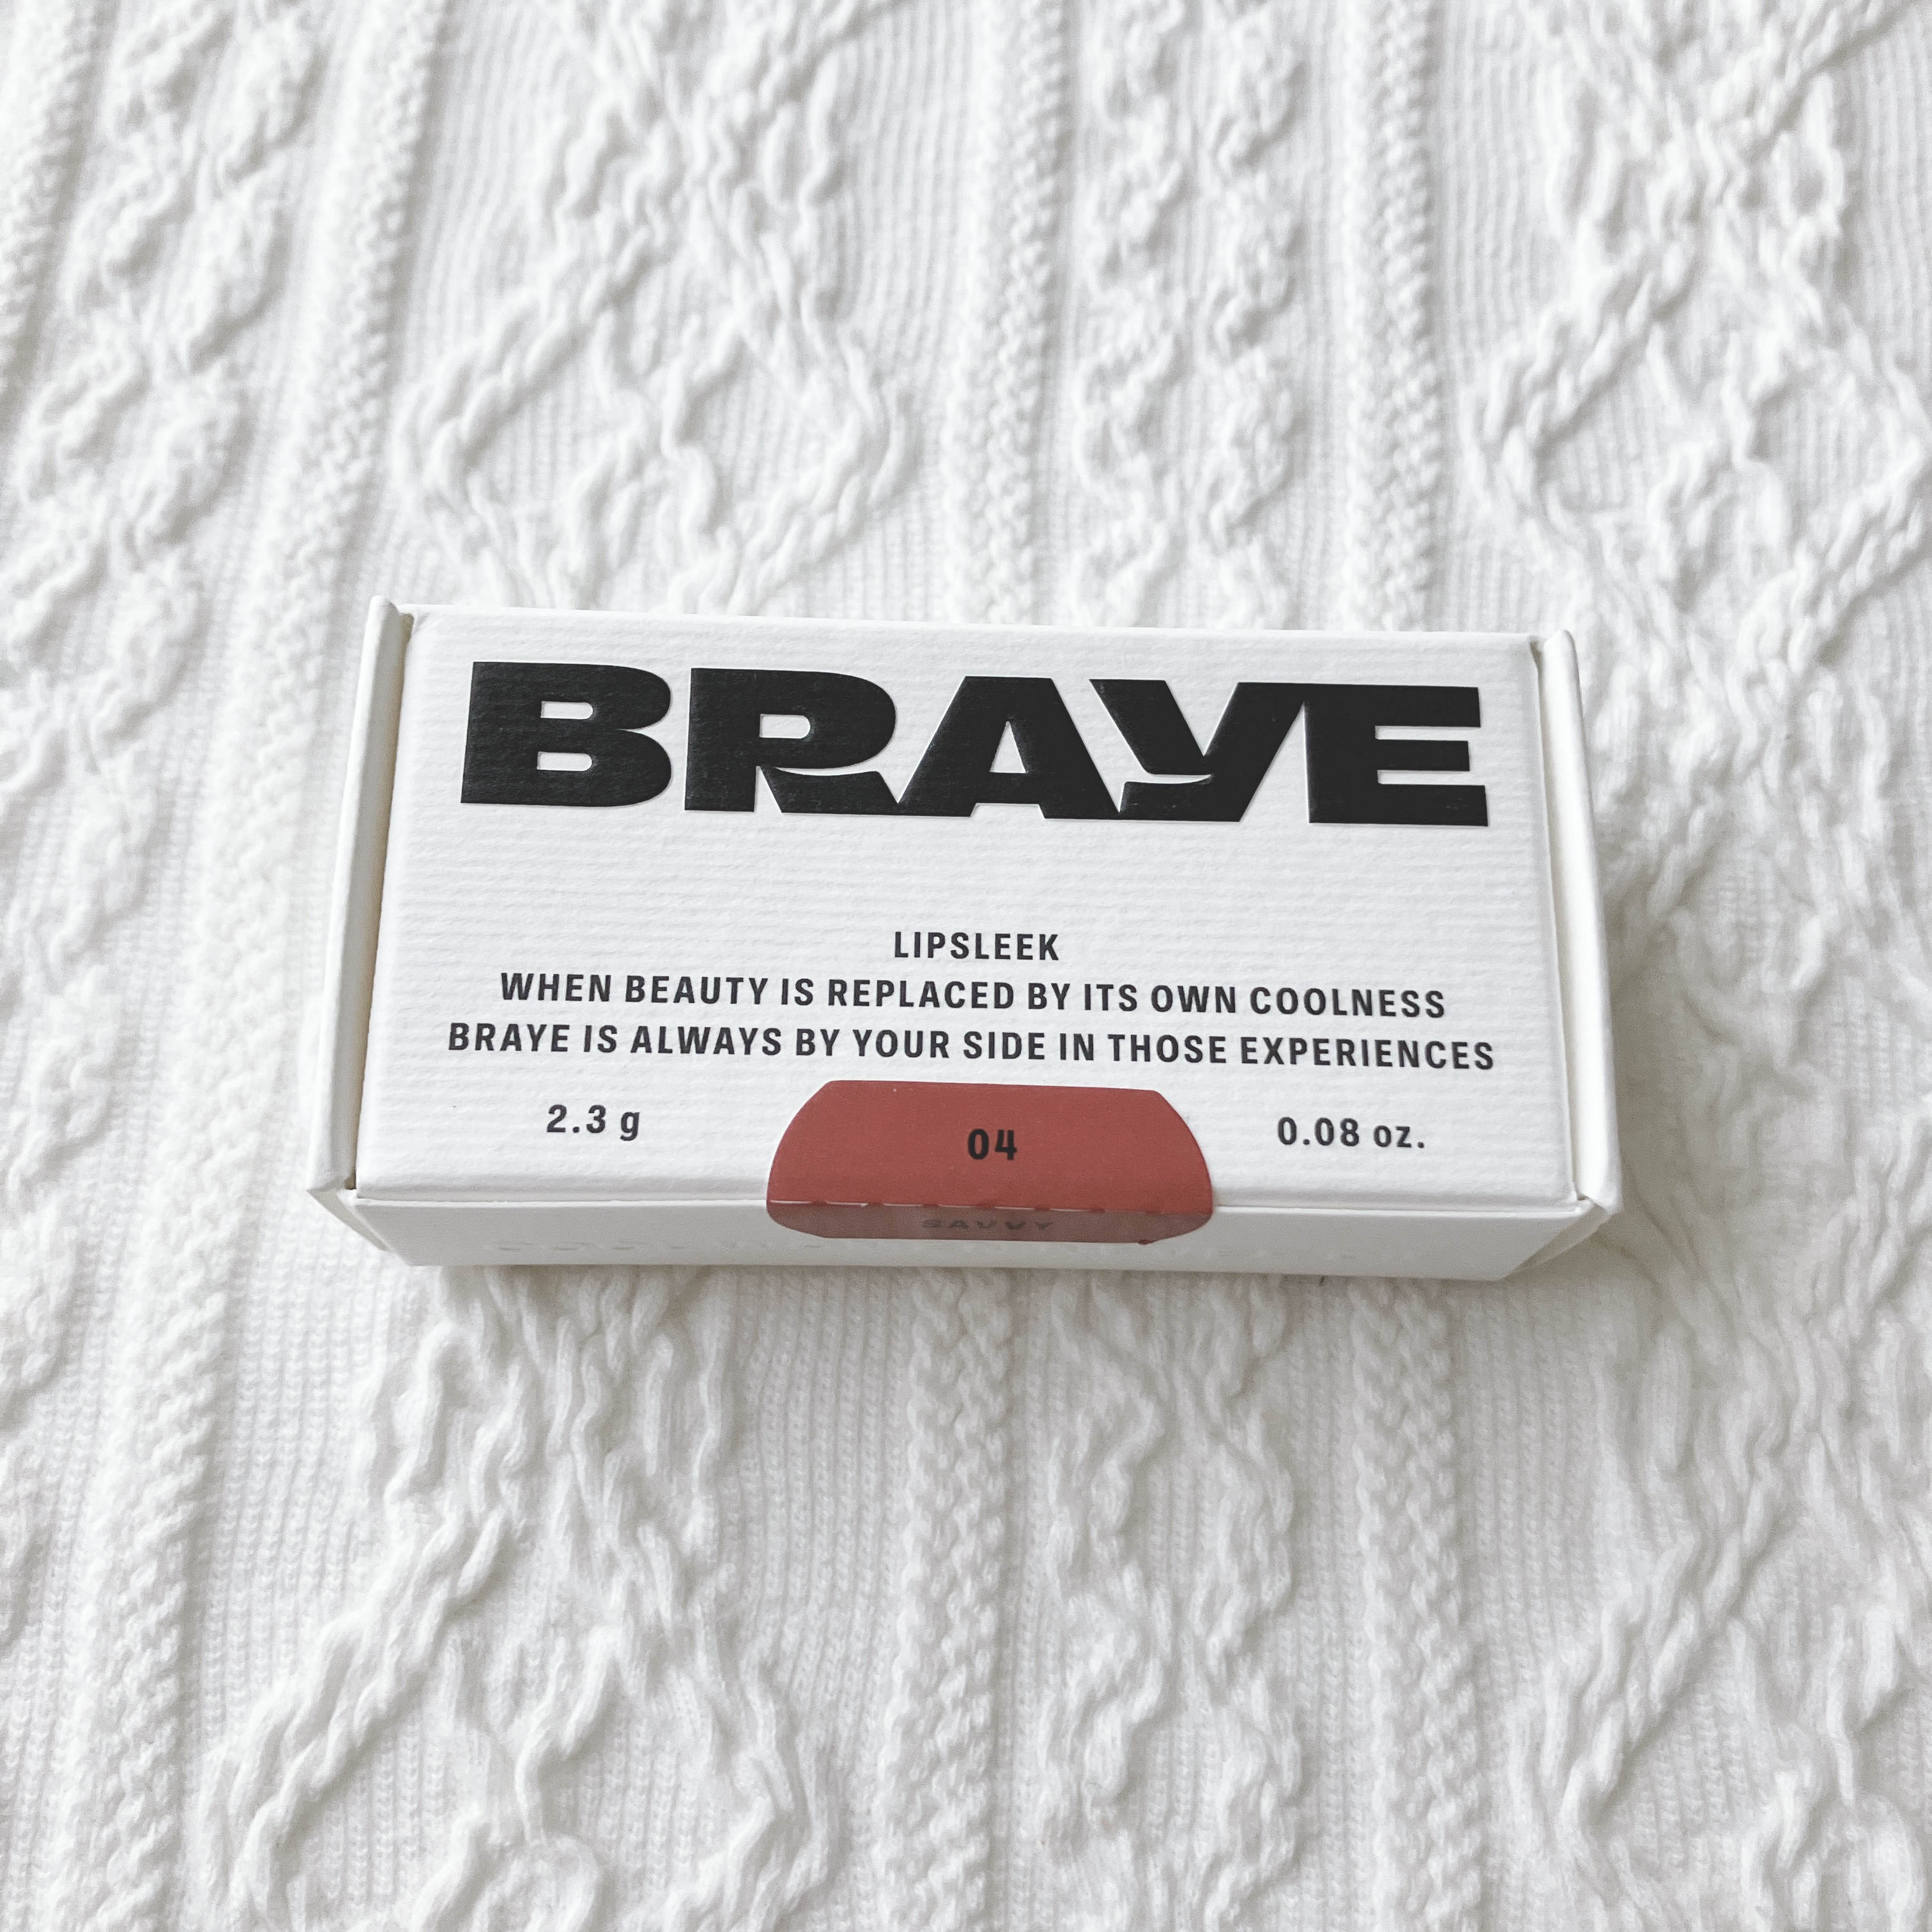 BRAYE
LIPSLEEK
WHEN BEAUTY IS REPLACED BY ITS OWN COOLNESS
BRAYE IS ALWAYS BY YOUR SIDE IN THOSE EXPERIENCES
2.3 g
04
0.08 oz.
SAVVY